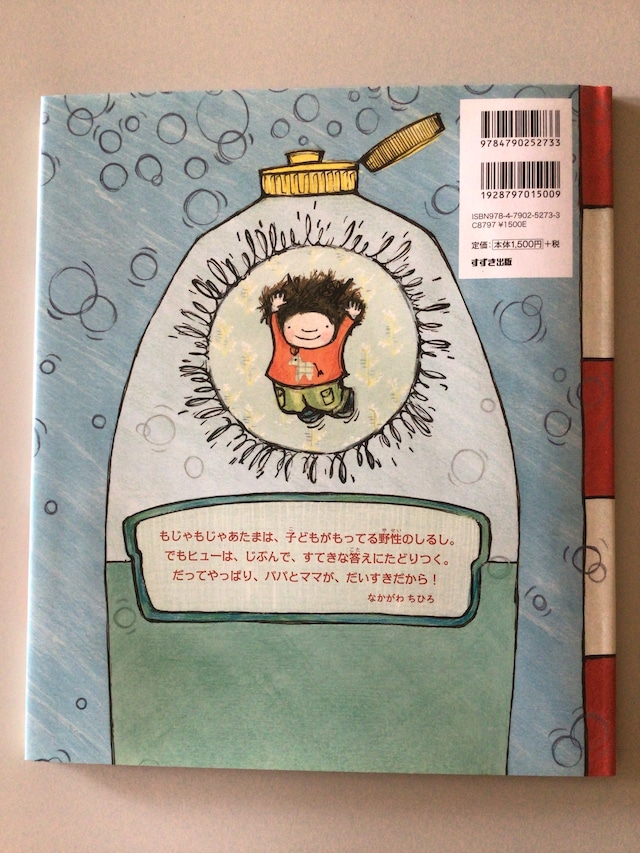 9784790252733
1928797015009
ISBN978-4-7902-5273-3
C8797 ¥1500E
定価：本体1,500円＋税
すずき出版
もじゃもじゃあたまは、子どもがもってる野性のしるし。
でもヒューは、じぶんで、すてきな答えにたどりつく。
だってやっぱり、パパとママが、だいすきだから！
なかがわ ちひろ